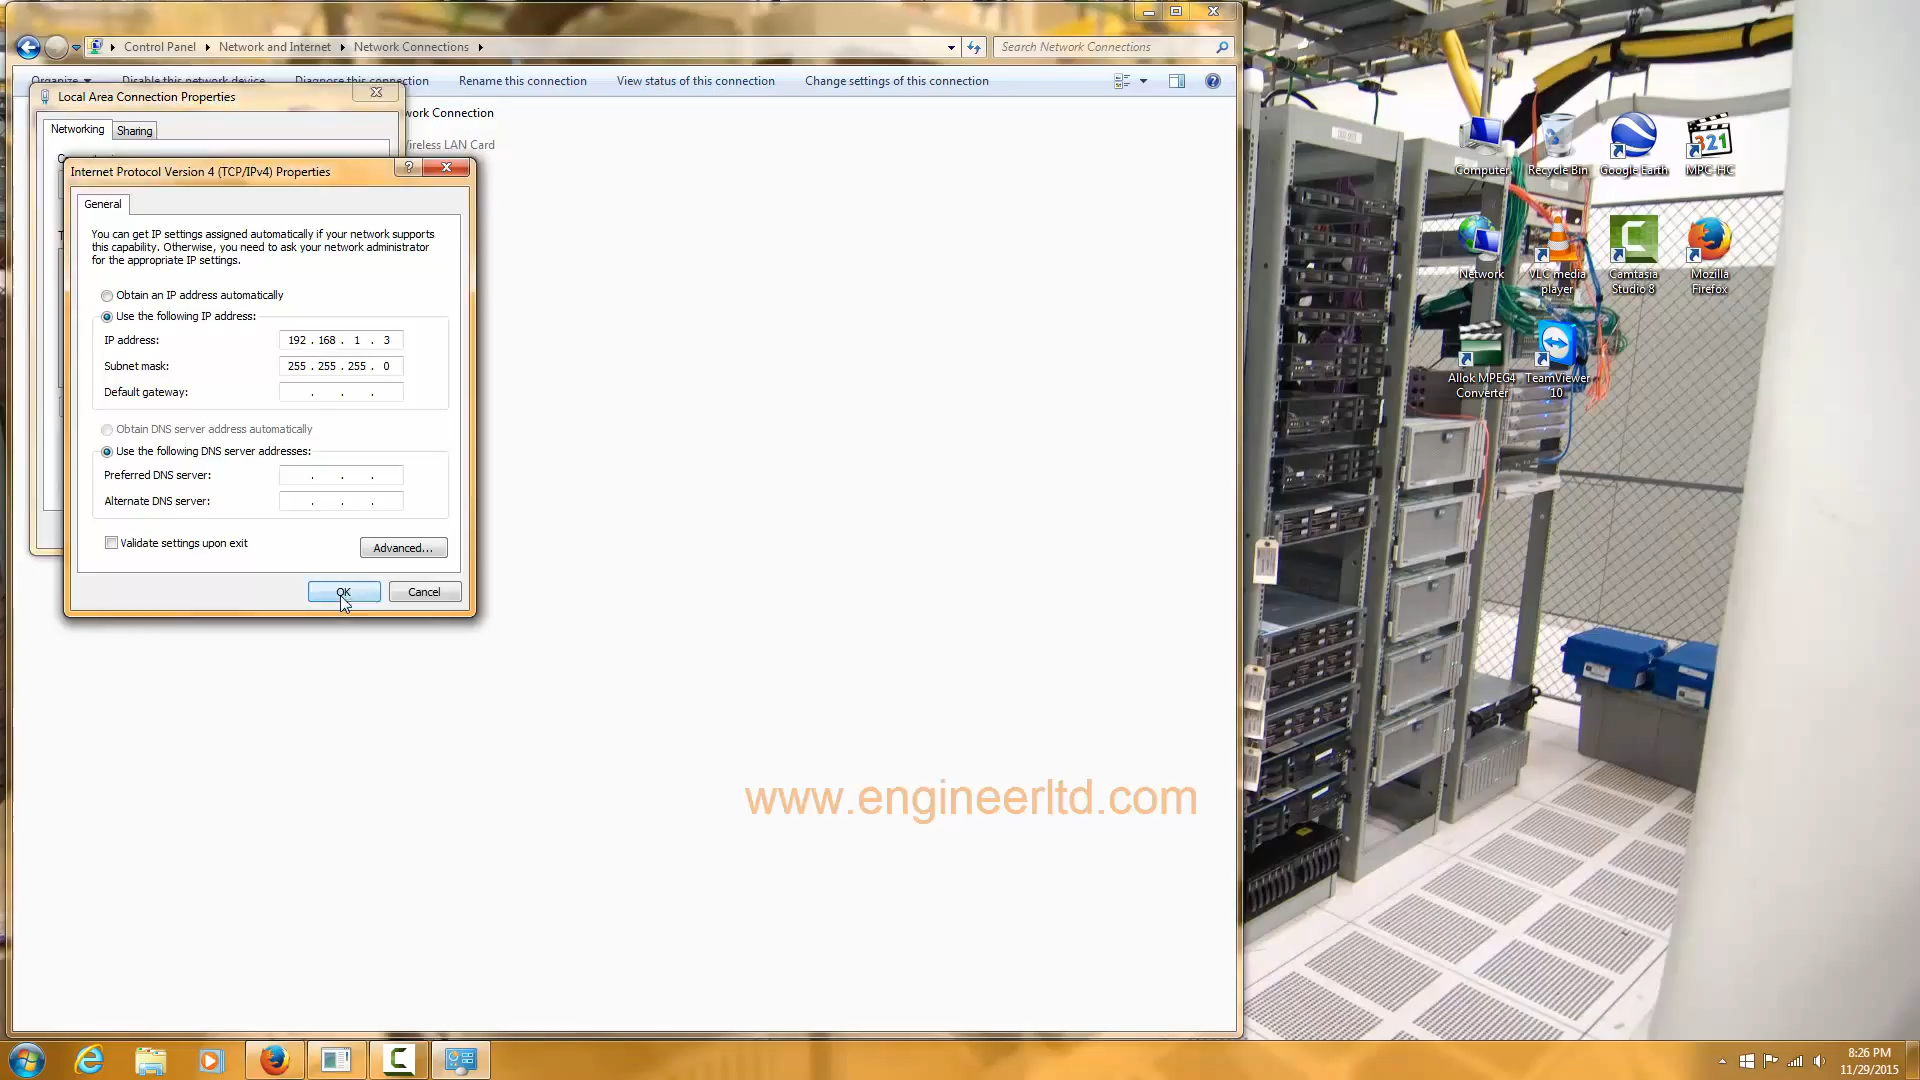 Control Panel
Network and Internet
Network Connections
Search Network Connections
Organize
Disable this network device
Diagnose this connection
Rename this connection
View status of this connection
Change settings of this connection
Local Area Connection Properties
work Connection
Wireless LAN Card
Networking
Sharing
Internet Protocol Version 4 (TCP/IPv4) Properties
General
You can get IP settings assigned automatically if your network supports
this capability. Otherwise, you need to ask your network administrator
for the appropriate IP settings.
Obtain an IP address automatically
Use the following IP address:
IP address:
192 . 168 . 1 . 3
Subnet mask:
255 . 255 . 255 . 0
Default gateway:
. . .
Obtain DNS server address automatically
Use the following DNS server addresses:
Preferred DNS server:
. . .
Alternate DNS server:
. . .
Validate settings upon exit
Advanced...
OK
Cancel
Computer
Recycle Bin
Google Earth
321
MPC-HC
Network
VLC media
player
Camtasia
Studio 8
Mozilla
Firefox
Allok MPEG4
Converter
TeamViewer
10
www.engineerltd.com
8:26 PM
11/29/2015